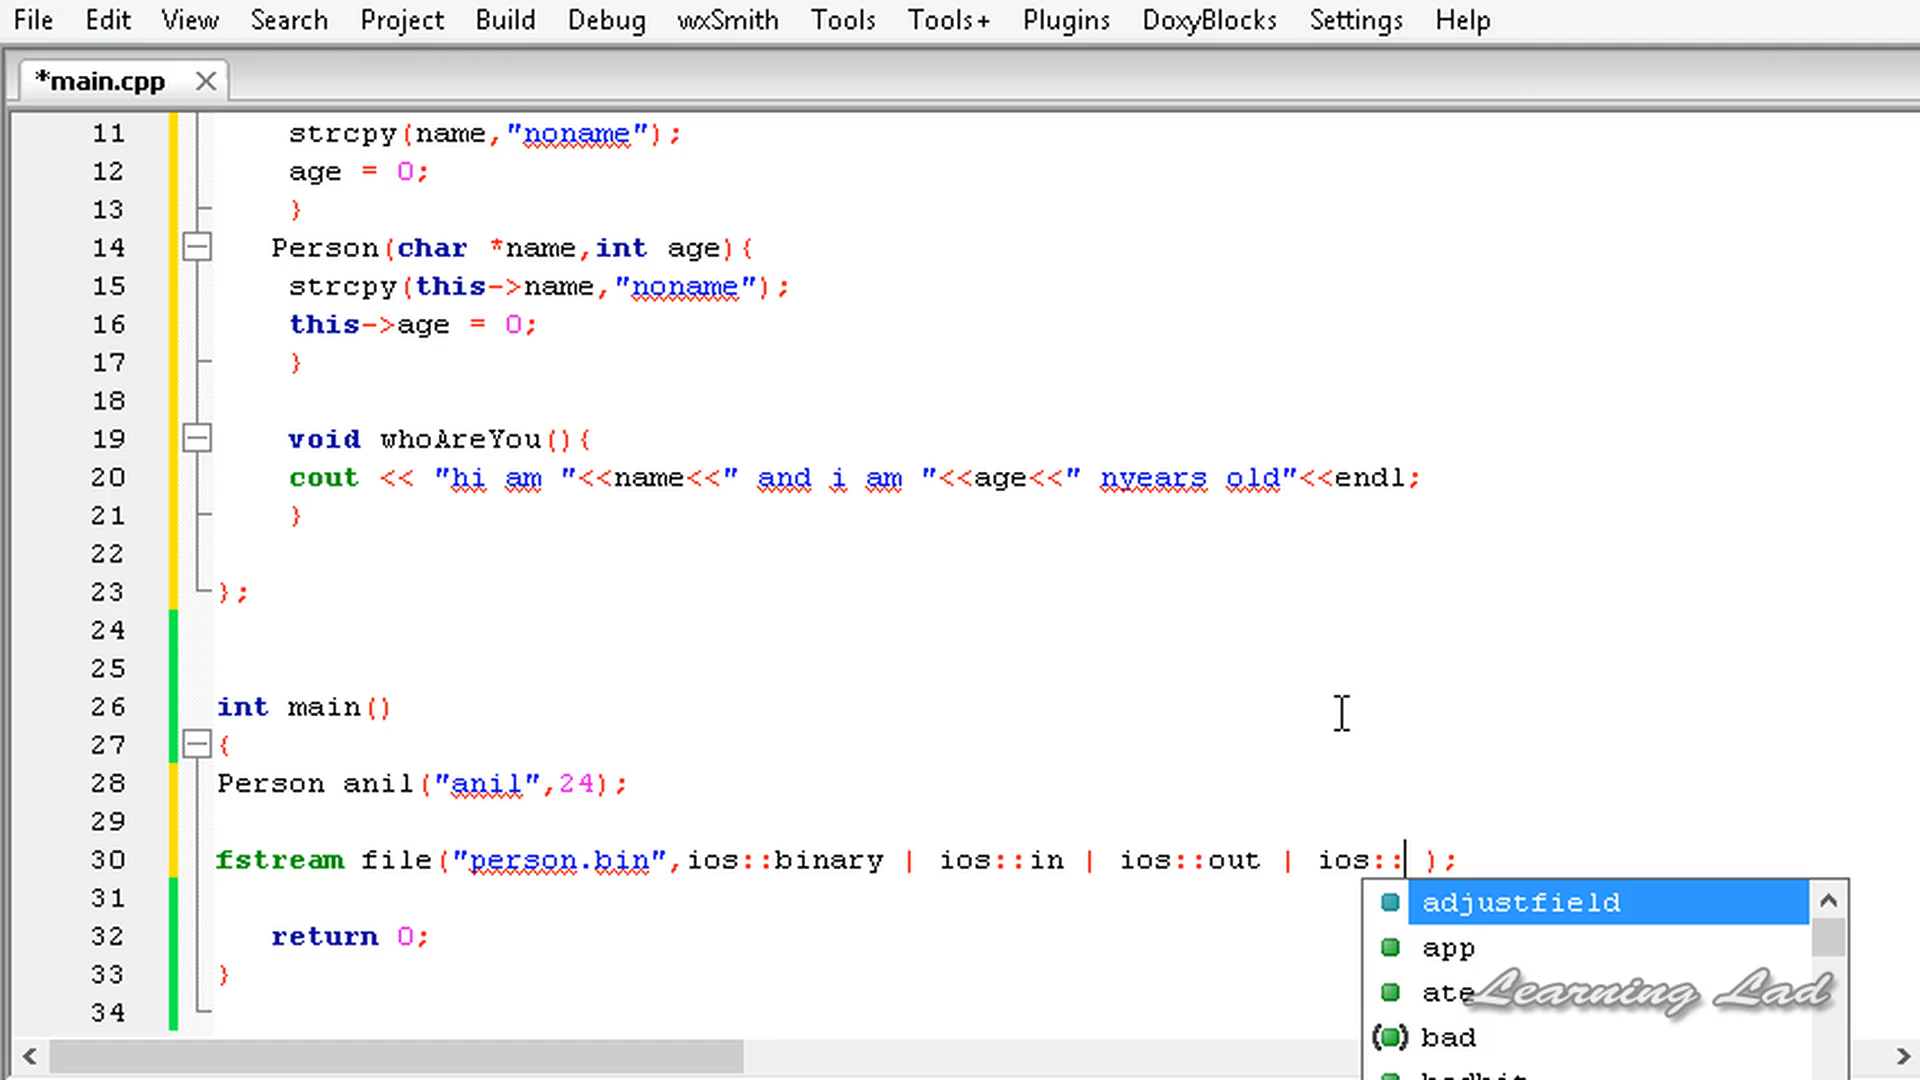 File Edit View Search Project Build Debug wxSmith Tools Tools+ Plugins DoxyBlocks Settings Help
*main.cpp
11 strcpy(name,"noname");
12 age = 0;
13 }
14 Person(char *name,int age){
15 strcpy(this->name,"noname");
16 this->age = 0;
17 }
18
19 void whoAreYou(){
20 cout << "hi am "<<name<<" and i am "<<age<<" nyears old"<<endl;
21 }
22
23 };
24
25
26 int main()
27 {
28 Person anil("anil",24);
29
30 fstream file("person.bin",ios::binary | ios::in | ios::out | ios:: );
31
32 return 0;
33 }
34
adjustfield
app
ate
bad
Learning Lad